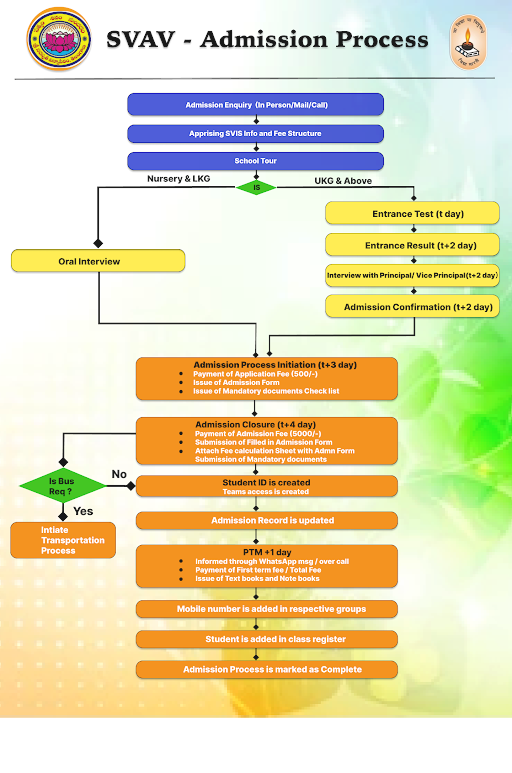 SVAV - Admission Process
Admission Enquiry (In Person/Mail/Call)
Apprising SVIS Info and Fee Structure
School Tour
Nursery & LKG
IS
UKG & Above
Entrance Test (t day)
Entrance Result (t+2 day)
Oral Interview
Interview with Principal/ Vice Principal(t+2 day)
Admission Confirmation (t+2 day)
Admission Process Initiation (t+3 day)
• Payment of Application Fee (500/-)
• Issue of Admission Form
• Issue of Mandatory documents Check list
Admission Closure (t+4 day)
• Payment of Admission Fee (5000/-)
• Submission of Filled in Admission Form
• Attach Fee calculation Sheet with Admn Form
Submission of Mandatory documents
Is Bus
Req ?
No
Yes
Student ID is created
Teams access is created
Intiate
Transportation
Process
Admission Record is updated
PTM +1 day
• Informed through WhatsApp msg / over call
• Payment of First term fee / Total Fee
• Issue of Text books and Note books
Mobile number is added in respective groups
Student is added in class register
Admission Process is marked as Complete